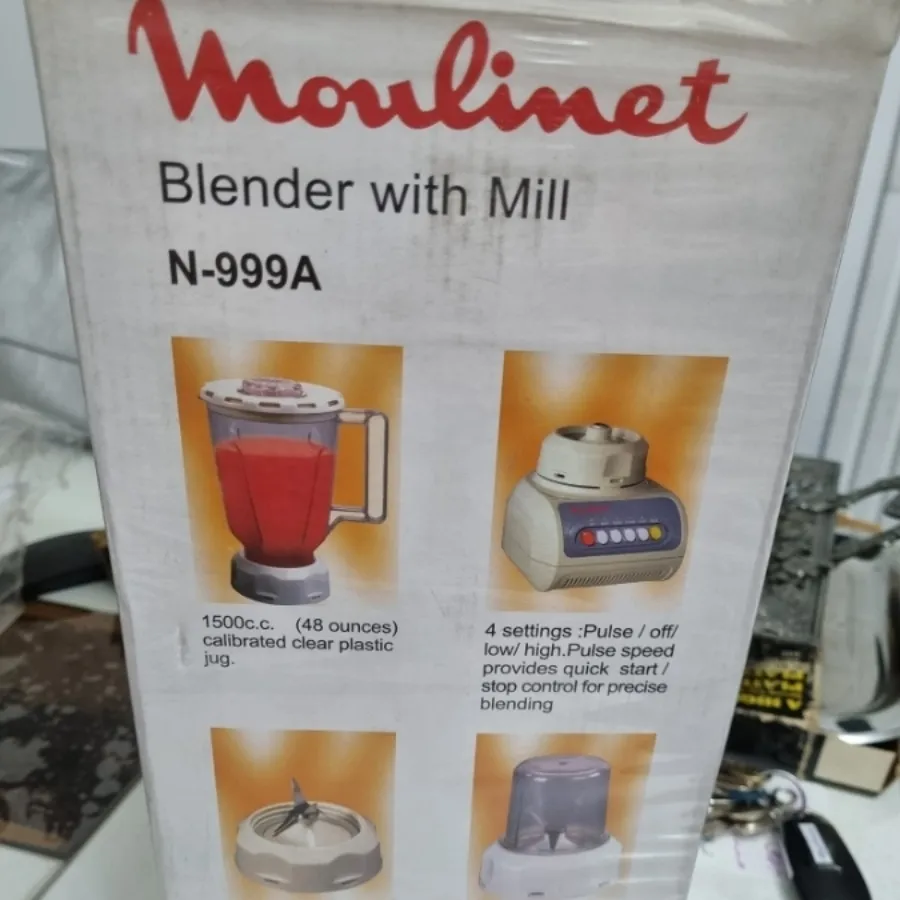 Moulinet
Blender with Mill
N-999A
1500c.c. (48 ounces)
calibrated clear plastic
jug.
4 settings :Pulse / off/
low/ high.Pulse speed
provides quick start /
stop control for precise
blending